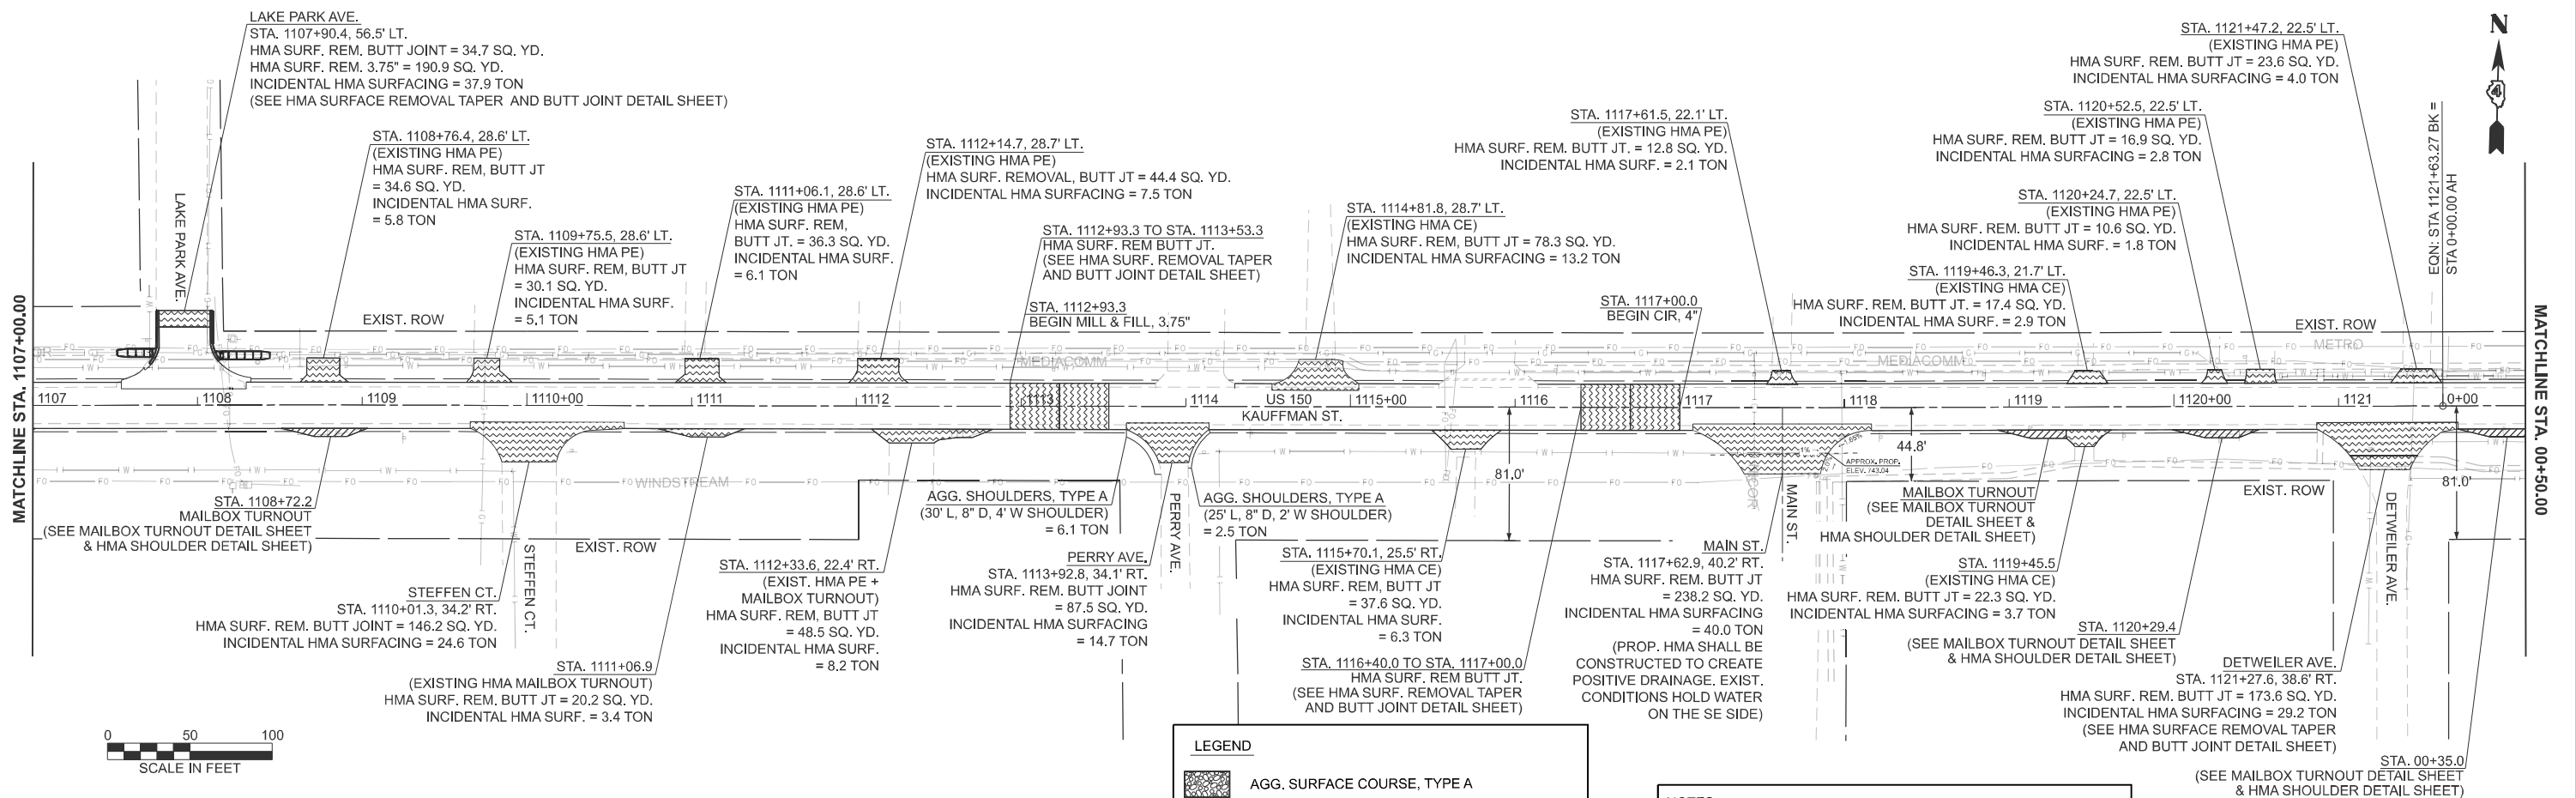 LAKE PARK AVE.
STA. 1107+90.4, 56.5' LT.
HMA SURF. REM. BUTT JOINT = 34.7 SQ. YD.
HMA SURF. REM. 3.75" = 190.9 SQ. YD.
INCIDENTAL HMA SURFACING = 37.9 TON
(SEE HMA SURFACE REMOVAL TAPER AND BUTT JOINT DETAIL SHEET)
STA. 1108+76.4, 28.6' LT.
(EXISTING HMA PE)
HMA SURF. REM, BUTT JT
= 34.6 SQ. YD.
INCIDENTAL HMA SURF.
= 5.8 TON
STA. 1109+75.5, 28.6' LT.
(EXISTING HMA PE)
HMA SURF. REM, BUTT JT
= 30.1 SQ. YD.
INCIDENTAL HMA SURF.
= 5.1 TON
STA. 1111+06.1, 28.6' LT.
(EXISTING HMA PE)
HMA SURF. REM,
BUTT JT. = 36.3 SQ. YD.
INCIDENTAL HMA SURF.
= 6.1 TON
STA. 1112+14.7, 28.7' LT.
(EXISTING HMA PE)
HMA SURF. REMOVAL, BUTT JT = 44.4 SQ. YD.
INCIDENTAL HMA SURFACING = 7.5 TON
STA. 1112+93.3 TO STA. 1113+53.3
HMA SURF. REM BUTT JT.
(SEE HMA SURF. REMOVAL TAPER
AND BUTT JOINT DETAIL SHEET)
STA. 1112+93.3
BEGIN MILL & FILL, 3.75"
STA. 1114+81.8, 28.7' LT.
(EXISTING HMA CE)
HMA SURF. REM, BUTT JT = 78.3 SQ. YD.
INCIDENTAL HMA SURFACING = 13.2 TON
STA. 1117+61.5, 22.1' LT.
(EXISTING HMA PE)
HMA SURF. REM. BUTT JT. = 12.8 SQ. YD.
INCIDENTAL HMA SURF. = 2.1 TON
STA. 1117+00.0
BEGIN CIR, 4"
STA. 1121+47.2, 22.5' LT.
(EXISTING HMA PE)
HMA SURF. REM. BUTT JT = 23.6 SQ. YD.
INCIDENTAL HMA SURFACING = 4.0 TON
STA. 1120+52.5, 22.5' LT.
(EXISTING HMA PE)
HMA SURF. REM. BUTT JT = 16.9 SQ. YD.
INCIDENTAL HMA SURFACING = 2.8 TON
STA. 1120+24.7, 22.5' LT.
(EXISTING HMA PE)
HMA SURF. REM. BUTT JT = 10.6 SQ. YD.
INCIDENTAL HMA SURF. = 1.8 TON
STA. 1119+46.3, 21.7' LT.
(EXISTING HMA CE)
HMA SURF. REM. BUTT JT. = 17.4 SQ. YD.
INCIDENTAL HMA SURF. = 2.9 TON
EQN: STA 1121+63.27 BK =
STA 0+00.00 AH
N
4
MATCHLINE STA. 1107+00.00
LAKE PARK AVE.
EXIST. ROW
MEDIACOMM
MEDIACOMM
EXIST. ROW
METRO
MATCHLINE STA. 00+50.00
1107
1108
1109
1110+00
1111
1112
1113
1114
US 150
1115+00
1116
1117
1118
1119
1120+00
1121
0+00
KAUFFMAN ST.
WINDSTREAM
81.0'
44.8'
81.0'
1.65%
1%
2.0%
APPROX. PROP.
ELEV. 743.04
STA. 1108+72.2
MAILBOX TURNOUT
(SEE MAILBOX TURNOUT DETAIL SHEET
& HMA SHOULDER DETAIL SHEET)
STEFFEN CT.
EXIST. ROW
STEFFEN CT.
STA. 1110+01.3, 34.2' RT.
HMA SURF. REM. BUTT JOINT = 146.2 SQ. YD.
INCIDENTAL HMA SURFACING = 24.6 TON
STA. 1111+06.9
(EXISTING HMA MAILBOX TURNOUT)
HMA SURF. REM. BUTT JT = 20.2 SQ. YD.
INCIDENTAL HMA SURF. = 3.4 TON
STA. 1112+33.6, 22.4' RT.
(EXIST. HMA PE +
MAILBOX TURNOUT)
HMA SURF. REM, BUTT JT
= 48.5 SQ. YD.
INCIDENTAL HMA SURF.
= 8.2 TON
AGG. SHOULDERS, TYPE A
(30' L, 8" D, 4' W SHOULDER)
= 6.1 TON
PERRY AVE.
PERRY AVE.
STA. 1113+92.8, 34.1' RT.
HMA SURF. REM. BUTT JOINT
= 87.5 SQ. YD.
INCIDENTAL HMA SURFACING
= 14.7 TON
AGG. SHOULDERS, TYPE A
(25' L, 8" D, 2' W SHOULDER)
= 2.5 TON
STA. 1115+70.1, 25.5' RT.
(EXISTING HMA CE)
HMA SURF. REM, BUTT JT
= 37.6 SQ. YD.
INCIDENTAL HMA SURF.
= 6.3 TON
STA. 1116+40.0 TO STA. 1117+00.0
HMA SURF. REM BUTT JT.
(SEE HMA SURF. REMOVAL TAPER
AND BUTT JOINT DETAIL SHEET)
MAIN ST.
MAIN ST.
STA. 1117+62.9, 40.2' RT.
HMA SURF. REM. BUTT JT
= 238.2 SQ. YD.
INCIDENTAL HMA SURFACING
= 40.0 TON
(PROP. HMA SHALL BE
CONSTRUCTED TO CREATE
POSITIVE DRAINAGE. EXIST.
CONDITIONS HOLD WATER
ON THE SE SIDE)
MAILBOX TURNOUT
(SEE MAILBOX TURNOUT
DETAIL SHEET &
HMA SHOULDER DETAIL SHEET)
STA. 1119+45.5
(EXISTING HMA CE)
HMA SURF. REM. BUTT JT = 22.3 SQ. YD.
INCIDENTAL HMA SURFACING = 3.7 TON
STA. 1120+29.4
(SEE MAILBOX TURNOUT DETAIL SHEET
& HMA SHOULDER DETAIL SHEET)
EXIST. ROW
DETWEILER AVE.
DETWEILER AVE.
STA. 1121+27.6, 38.6' RT.
HMA SURF. REM. BUTT JT = 173.6 SQ. YD.
INCIDENTAL HMA SURFACING = 29.2 TON
(SEE HMA SURFACE REMOVAL TAPER
AND BUTT JOINT DETAIL SHEET)
STA. 00+35.0
(SEE MAILBOX TURNOUT DETAIL SHEET
& HMA SHOULDER DETAIL SHEET)
0 50 100
SCALE IN FEET
LEGEND
AGG. SURFACE COURSE, TYPE A